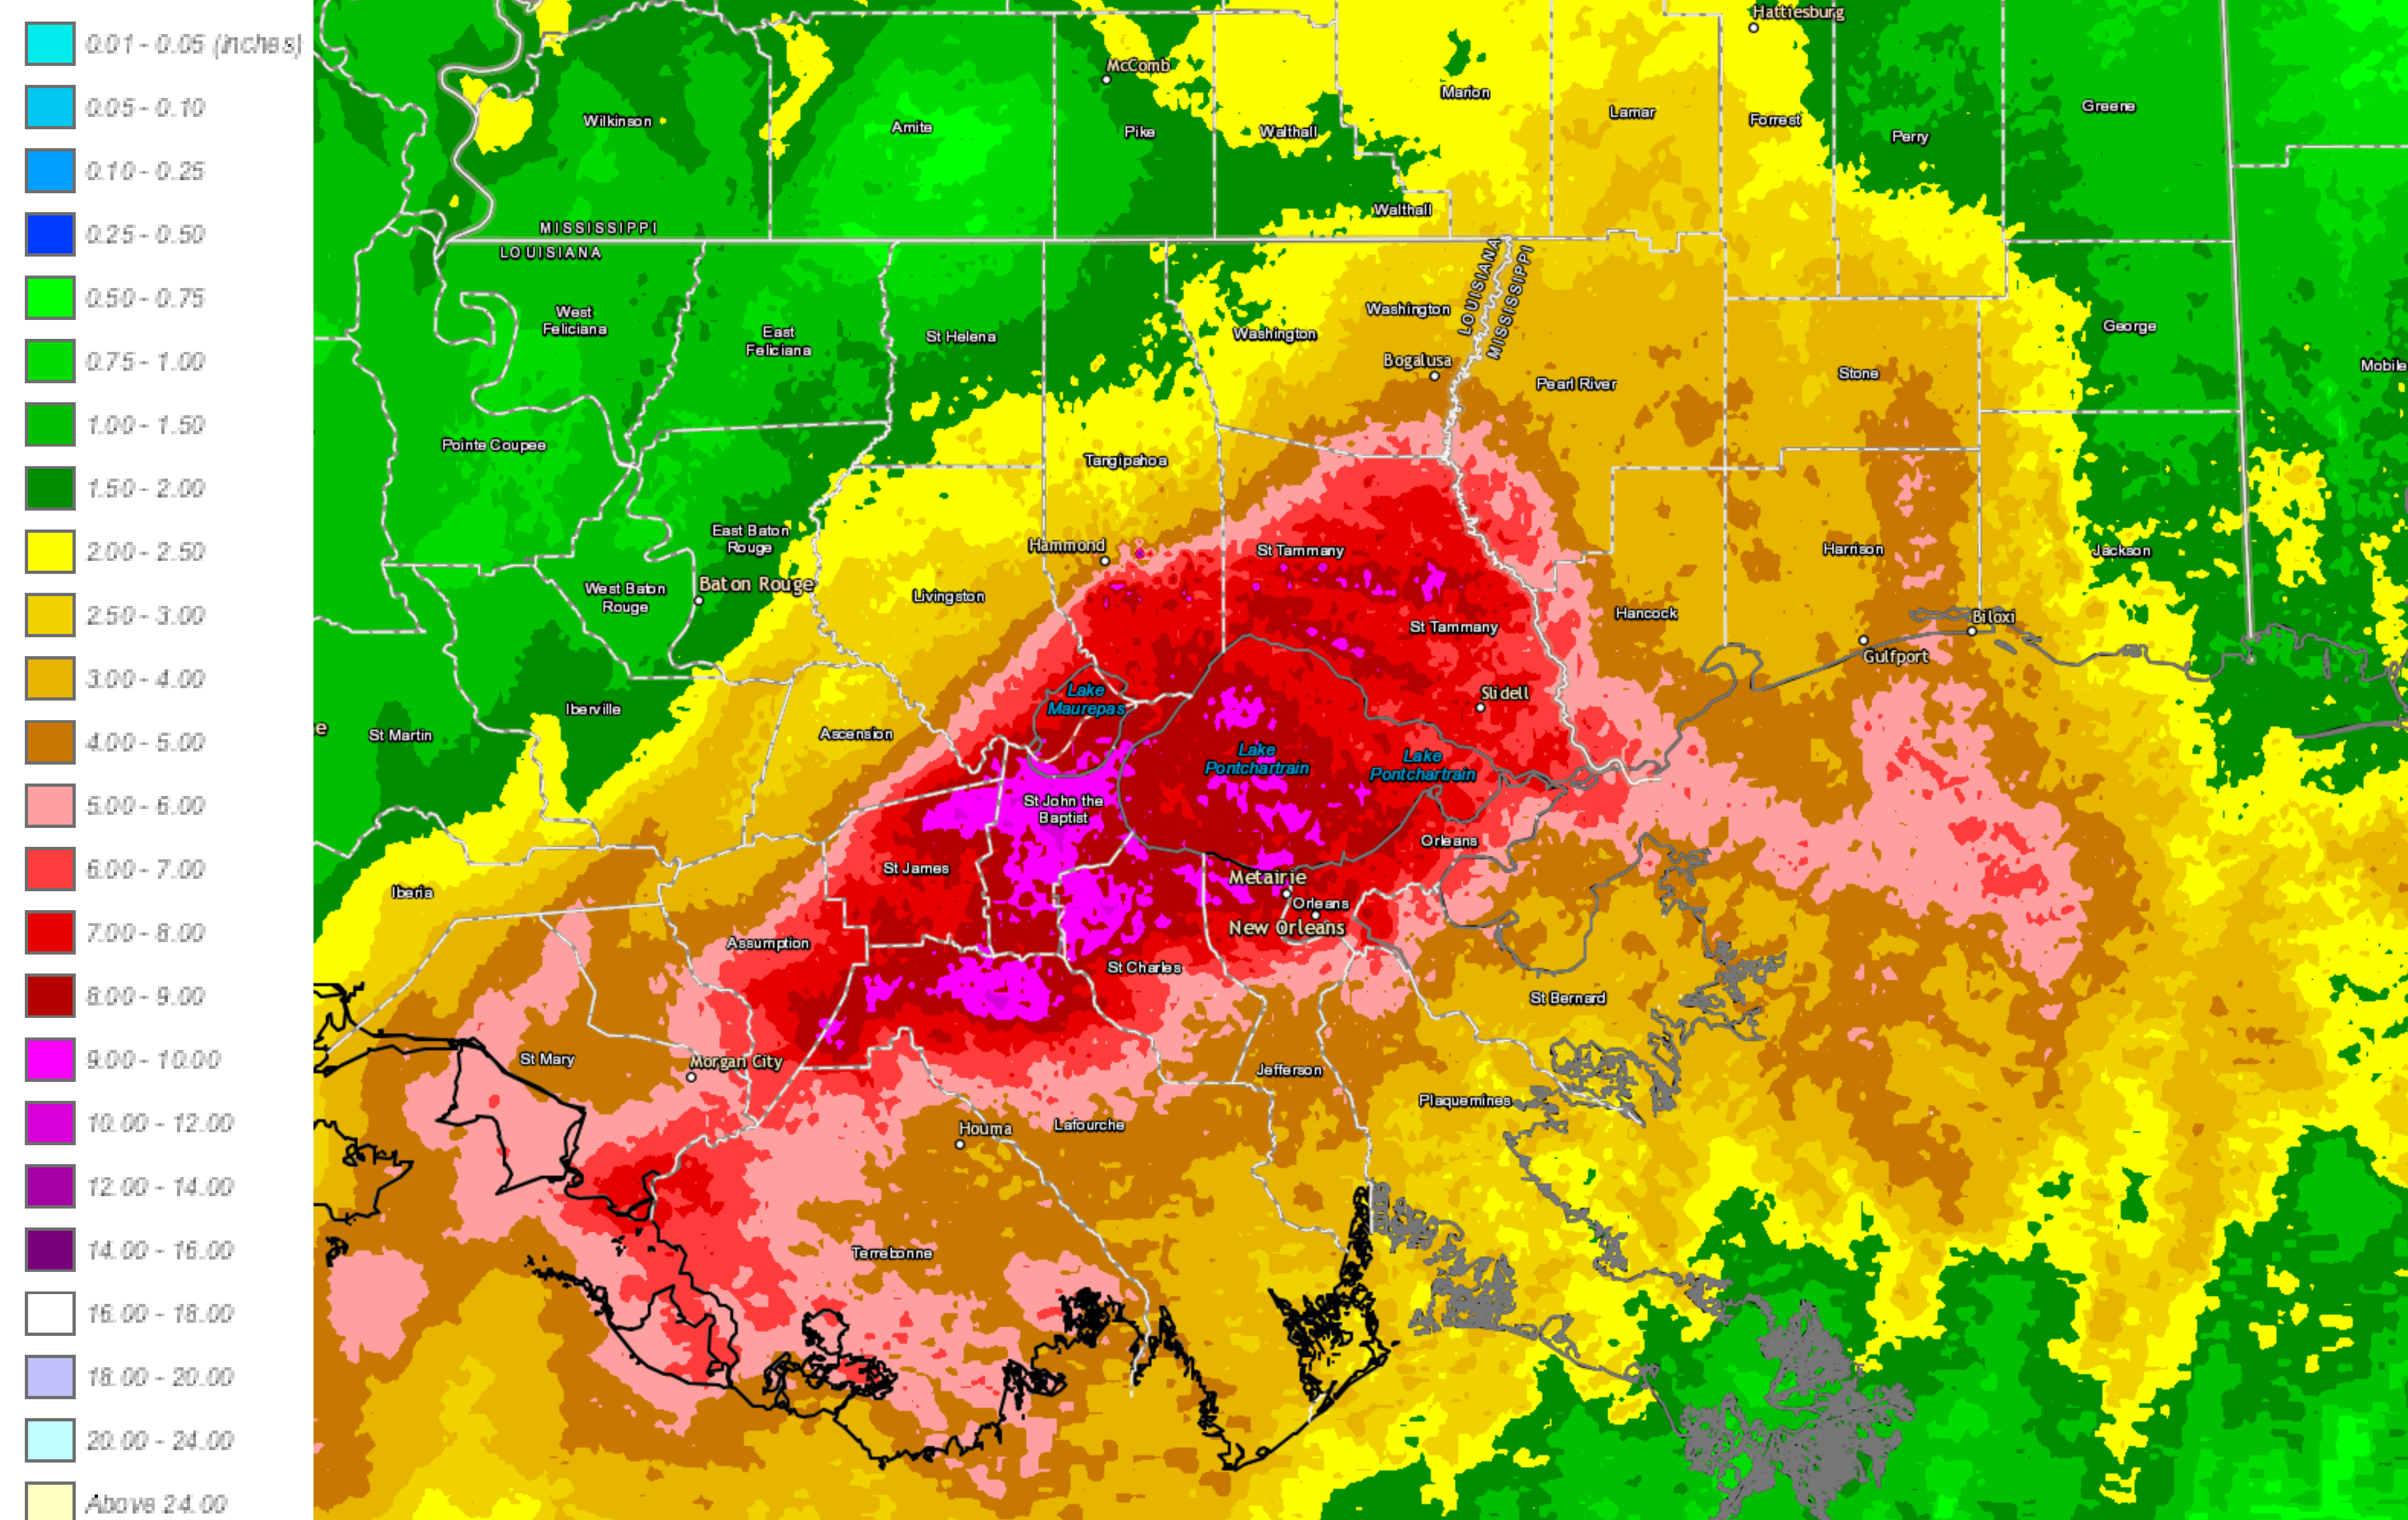 0.01 - 0.05 (inches)
0.05 - 0.10
0.10 - 0.25
0.25 - 0.50
0.50 - 0.75
0.75 - 1.00
1.00 - 1.50
1.50 - 2.00
2.00 - 2.50
2.50 - 3.00
3.00 - 4.00
4.00 - 5.00
5.00 - 6.00
6.00 - 7.00
7.00 - 8.00
8.00 - 9.00
9.00 - 10.00
10.00 - 12.00
12.00 - 14.00
14.00 - 16.00
16.00 - 18.00
18.00 - 20.00
20.00 - 24.00
Above 24.00
Hattiesburg
McComb
Marion
Lamar
Forrest
Greene
Wilkinson
Amite
Pike
Walthall
Perry
Walthall
MISSISSIPPI
LOUISIANA
LOUISIANA
MISSISSIPPI
West
Feliciana
East
Feliciana
St Helena
Washington
Washington
George
Bogalusa
Pearl River
Stone
Mobile
Pointe Coupee
Tangipahoa
East Baton
Rouge
Hammond
St Tammany
Harrison
Jackson
West Baton
Rouge
Baton Rouge
Livingston
St Tammany
Hancock
Biloxi
Gulfport
Lake
Maurepas
Slidell
Iberville
St Martin
e
Ascension
Lake
Pontchartrain
Lake
Pontchartrain
St John the
Baptist
Orleans
St James
Metairie
Iberia
Orleans
New Orleans
Assumption
St Charles
St Bernard
St Mary
Morgan City
Jefferson
Plaquemines
Houma
Lafourche
Terrebonne